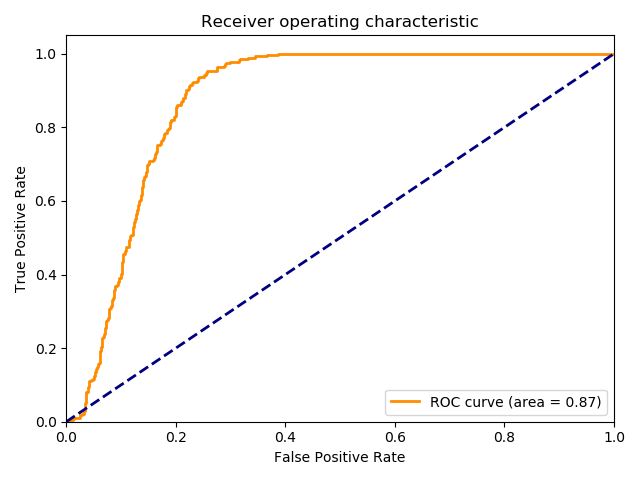 Receiver operating characteristic
True Positive Rate
1.0
0.8
0.6
0.4
0.2
0.0
ROC curve (area = 0.87)
0.0 0.2 0.4 0.6 0.8 1.0
False Positive Rate